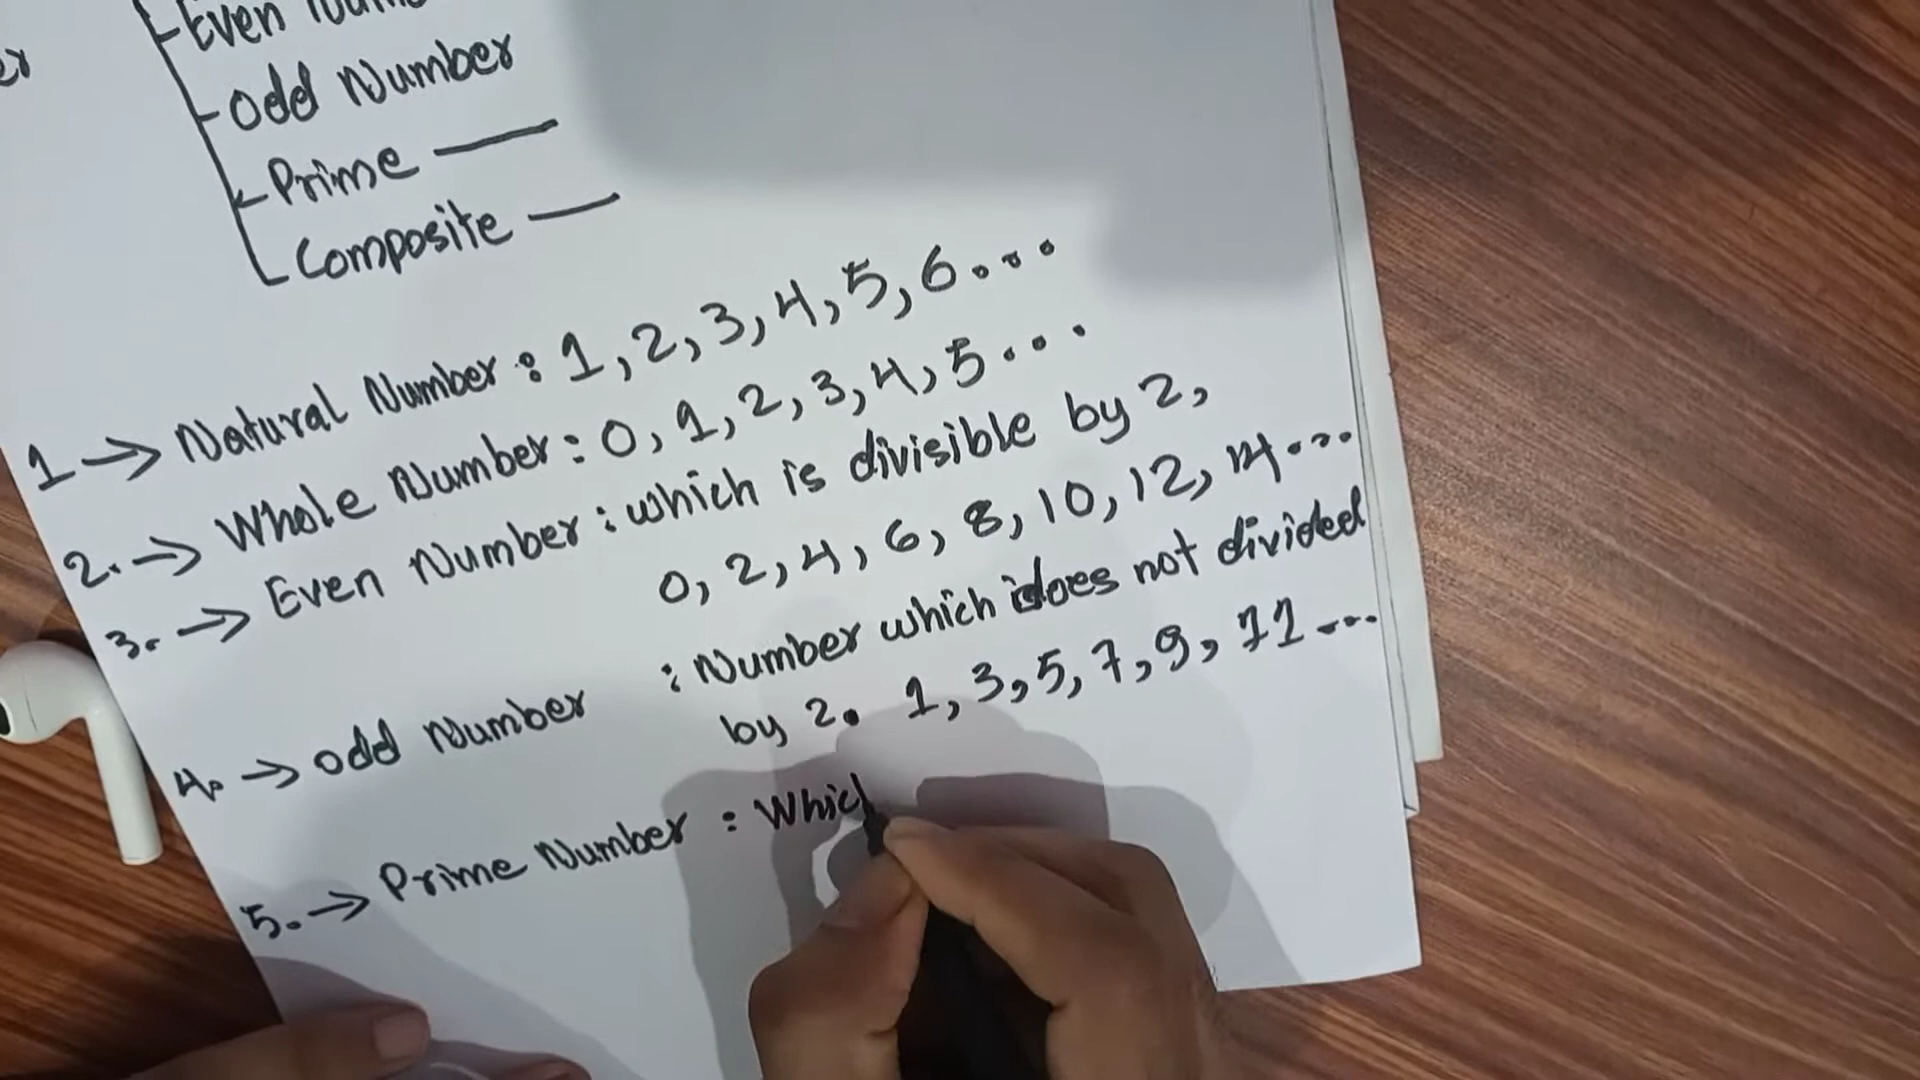 Even
er
Odd Number
Prime —
Composite —
1 → Natural Number : 1, 2, 3, 4, 5, 6...
2. → Whole Number : 0, 1, 2, 3, 4, 5...
3. → Even Number : which is divisible by 2,
0, 2, 4, 6, 8, 10, 12, 14...
4. → odd Number : Number which does not divided
by 2. 1, 3, 5, 7, 9, 11...
5. → Prime Number : Which